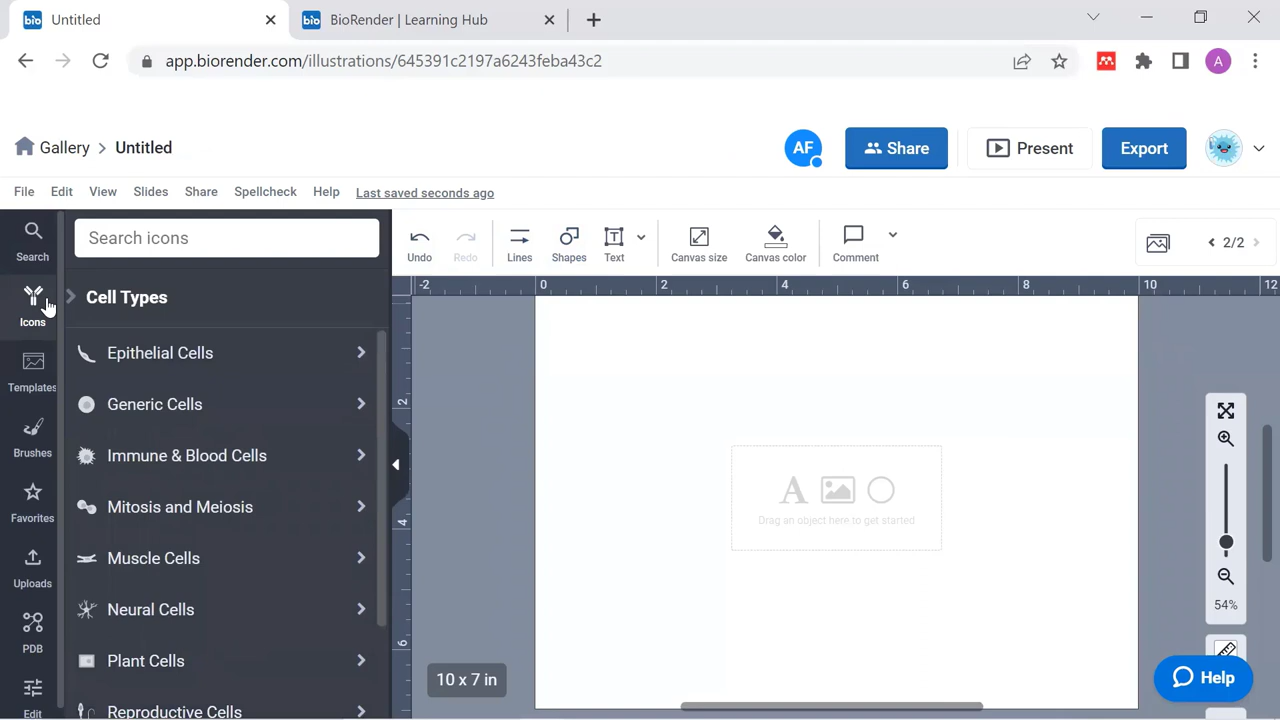 bio Untitled
bio BioRender | Learning Hub
app.biorender.com/illustrations/645391c2197a6243feba43c2
A
Gallery > Untitled
AF
Share
Present
Export
File Edit View Slides Share Spellcheck Help Last saved seconds ago
Search
Icons
Templates
Brushes
Favorites
Uploads
PDB
Edit
Search icons
Cell Types
Epithelial Cells
Generic Cells
Immune & Blood Cells
Mitosis and Meiosis
Muscle Cells
Neural Cells
Plant Cells
Reproductive Cells
Undo Redo Lines Shapes Text Canvas size Canvas color Comment
2/2
-2 0 2 4 6 8 10 12
2
4
6
A
Drag an object here to get started
54%
10 x 7 in
Help